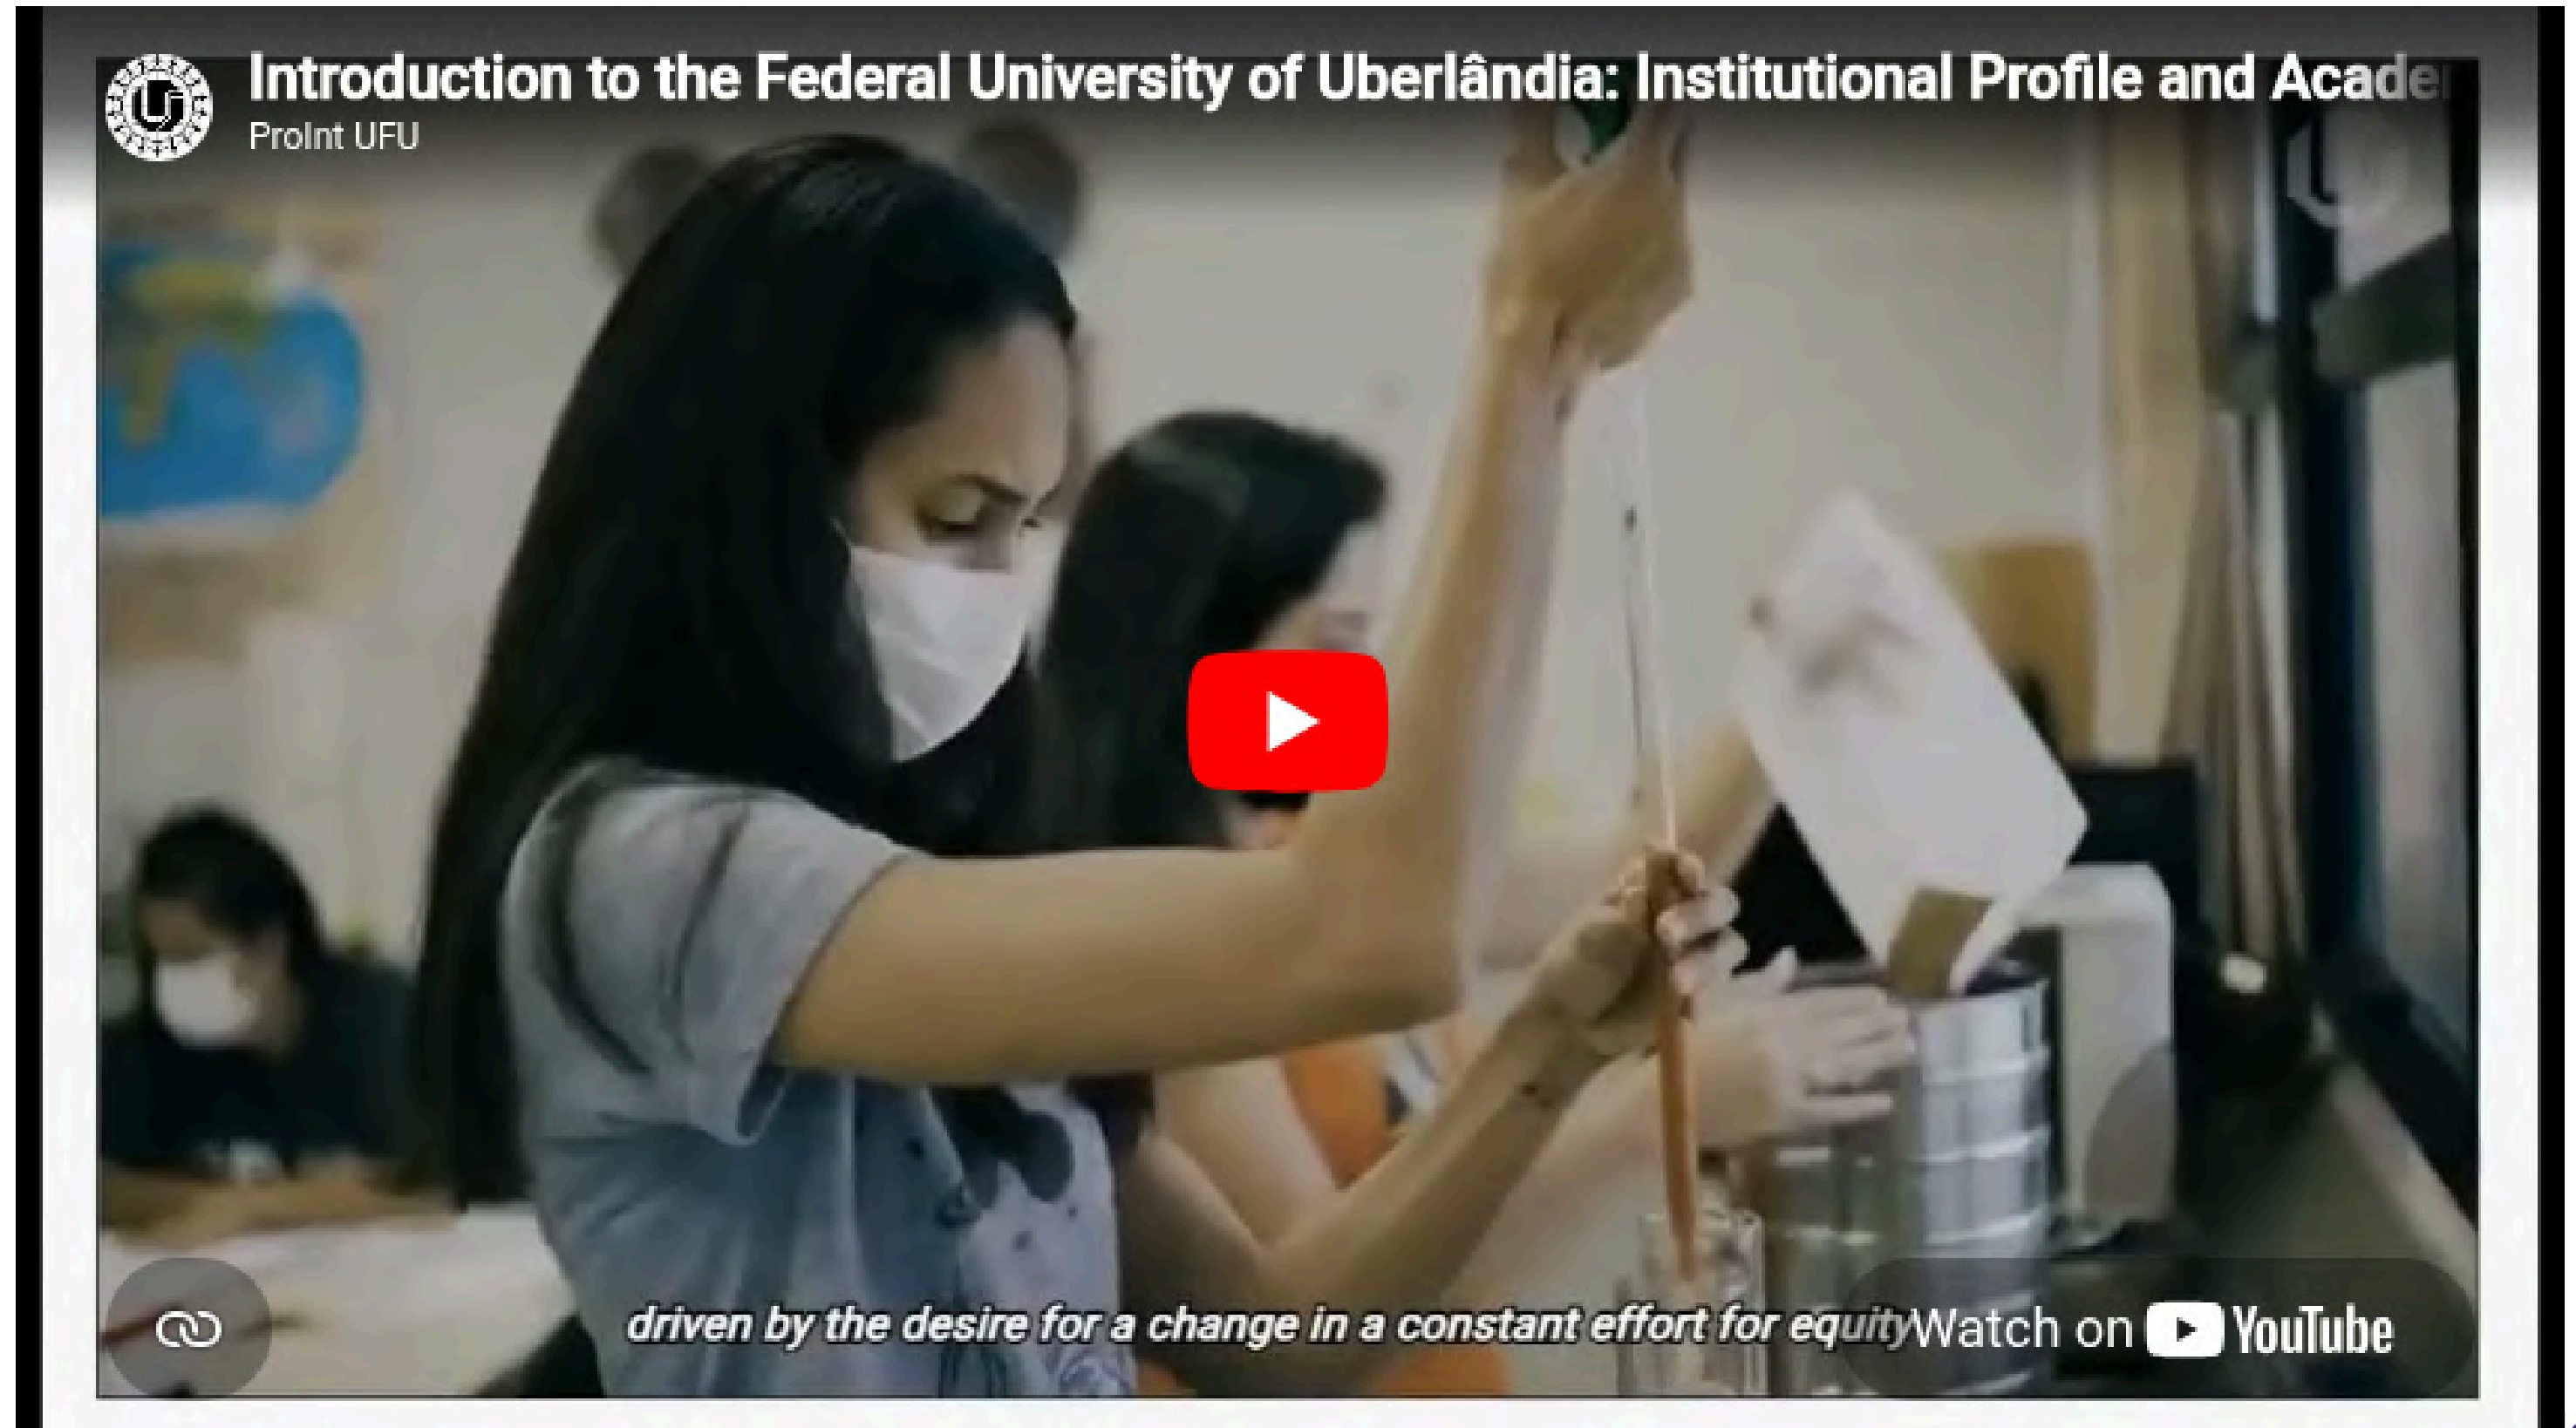 Introduction to the Federal University of Uberlândia: Institutional Profile and Acade
ProInt UFU
driven by the desire for a change in a constant effort for equity
Watch on YouTube